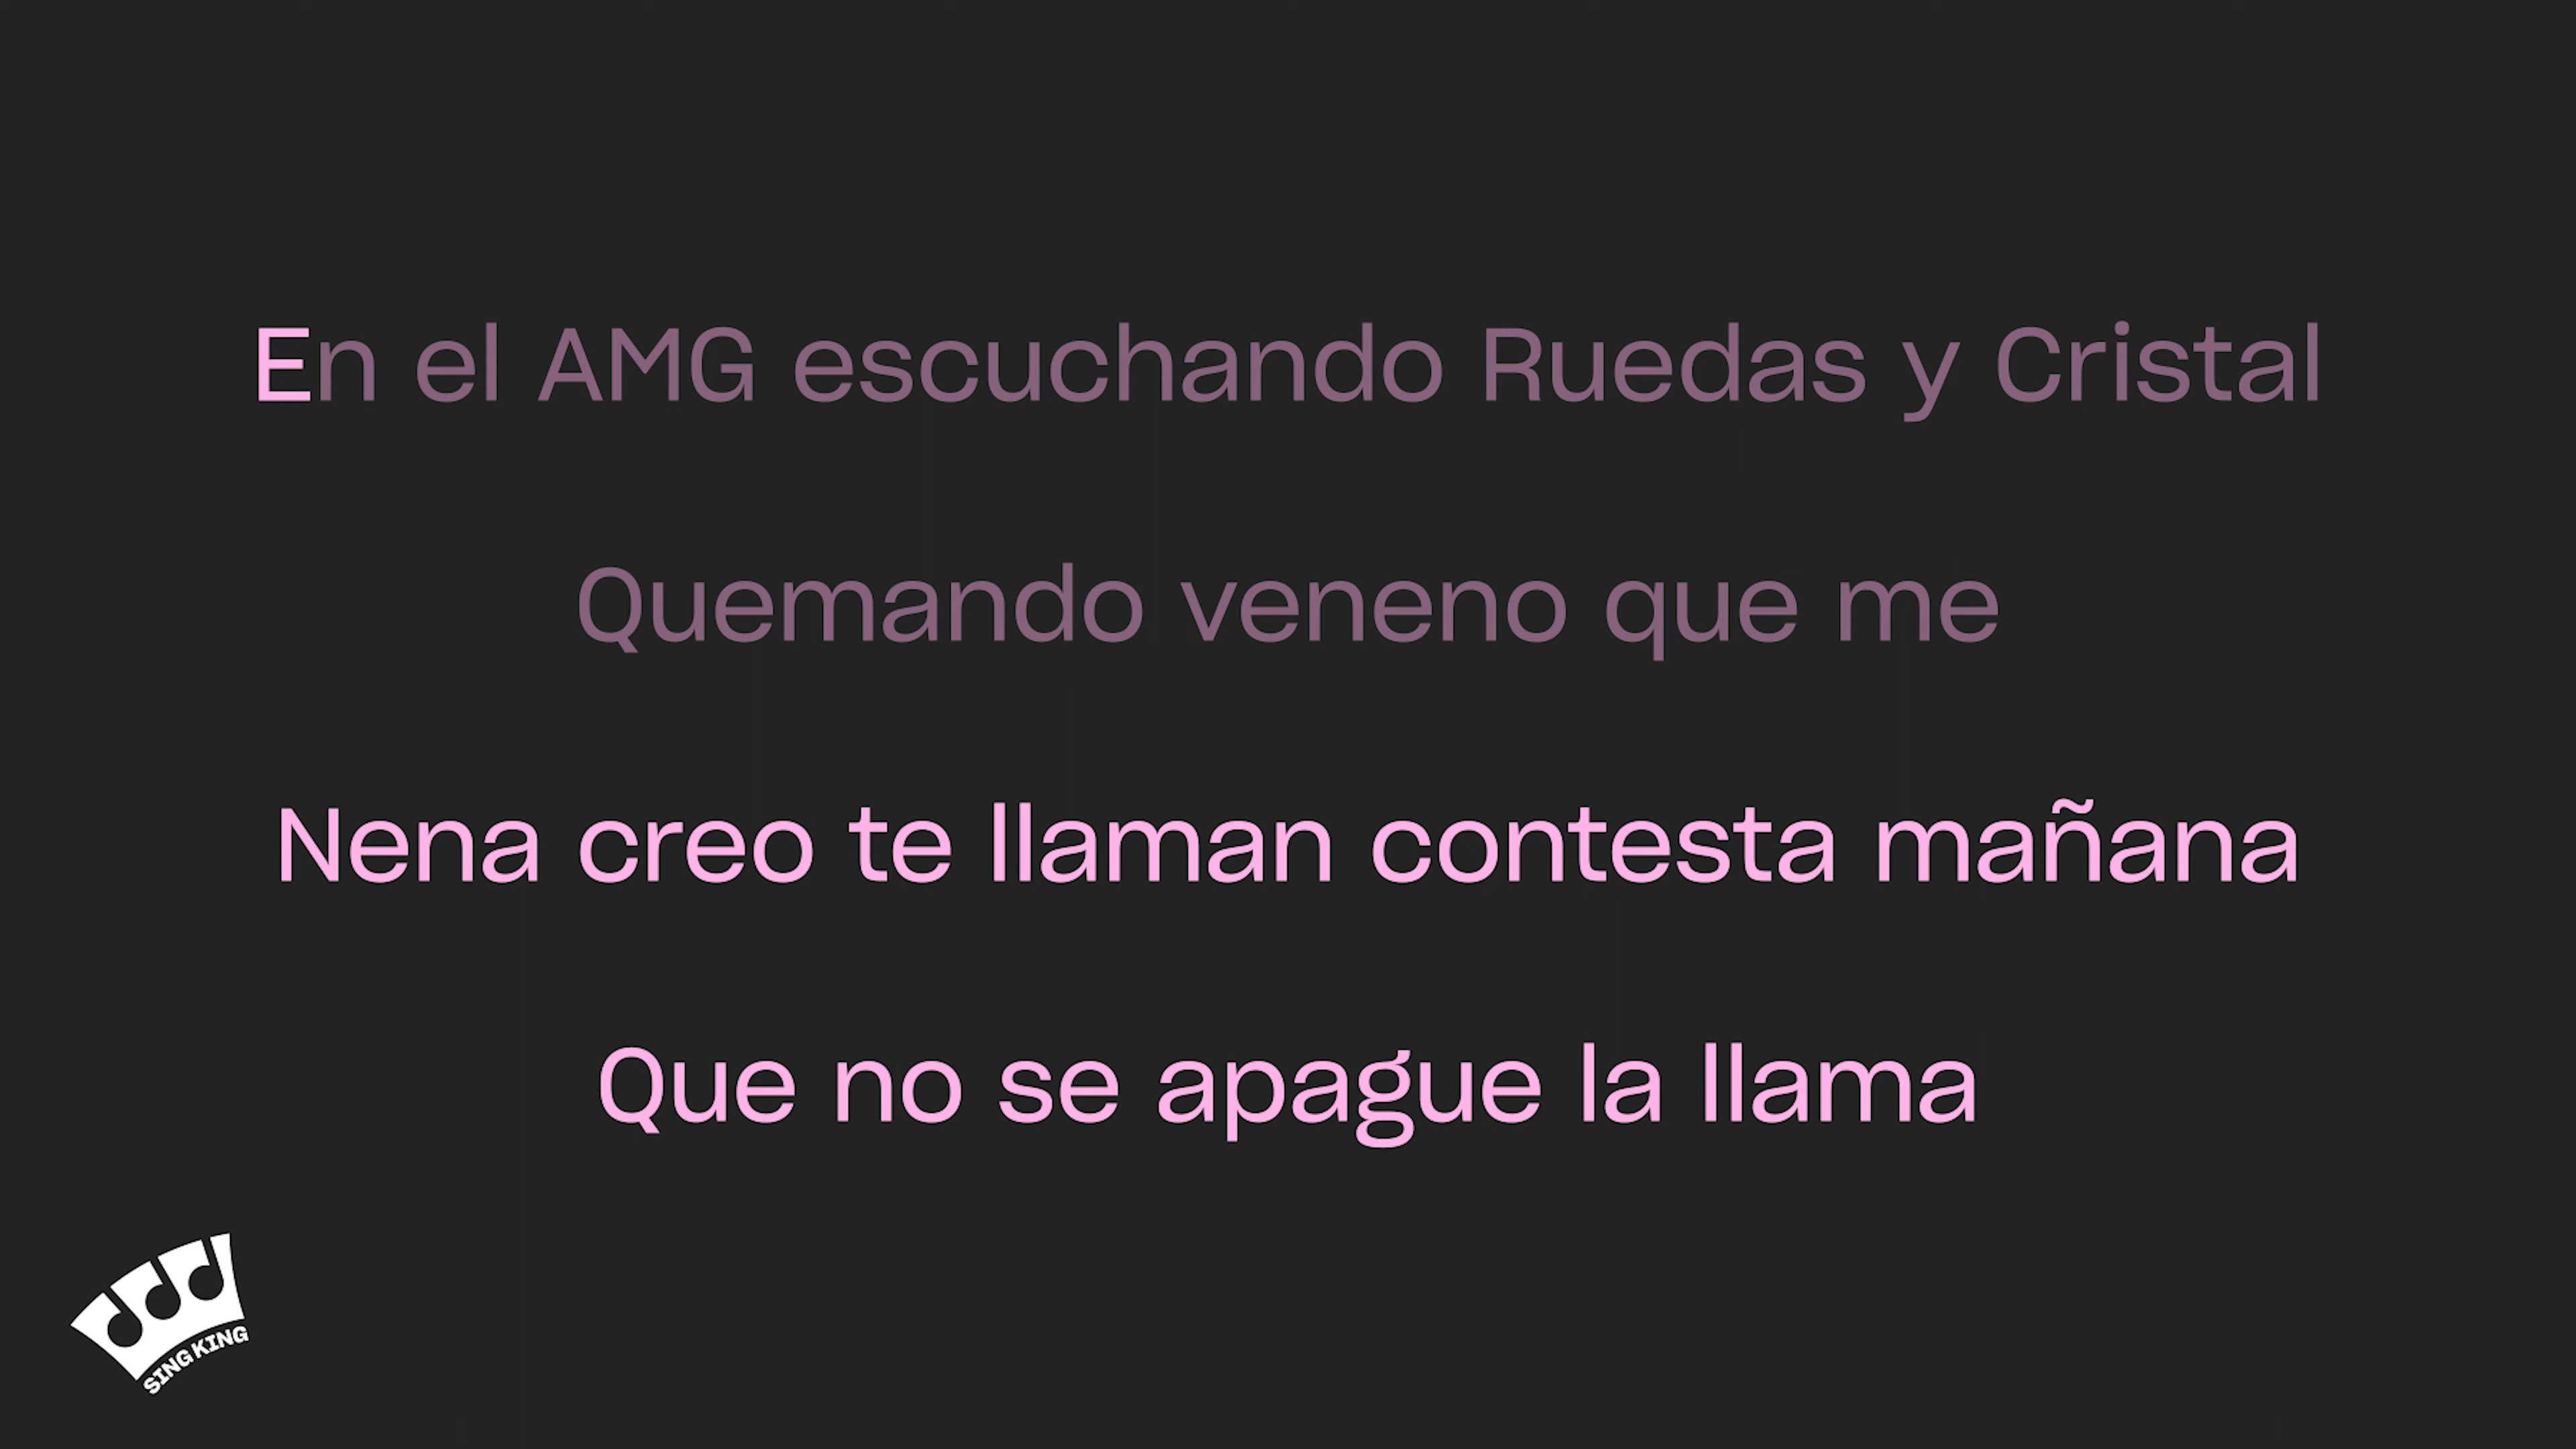 En el AMG escuchando Ruedas y Cristal
Quemando veneno que me
Nena creo te llaman contesta mañana
Que no se apague la llama
SING KING